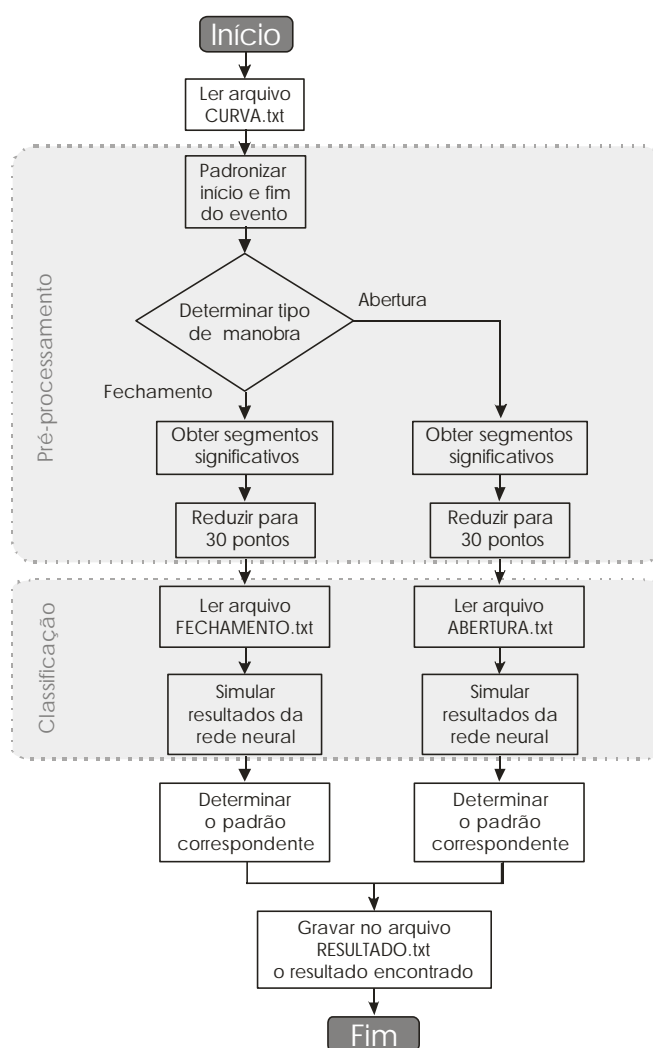 Início
Ler arquivo
CURVA.txt
Pré-processamento
Padronizar
início e fim
do evento
Determinar tipo
de manobra
Abertura
Fechamento
Obter segmentos
significativos
Obter segmentos
significativos
Reduzir para
30 pontos
Reduzir para
30 pontos
Classificação
Ler arquivo
FECHAMENTO.txt
Ler arquivo
ABERTURA.txt
Simular
resultados da
rede neural
Simular
resultados da
rede neural
Determinar
o padrão
correspondente
Determinar
o padrão
correspondente
Gravar no arquivo
RESULTADO.txt
o resultado encontrado
Fim